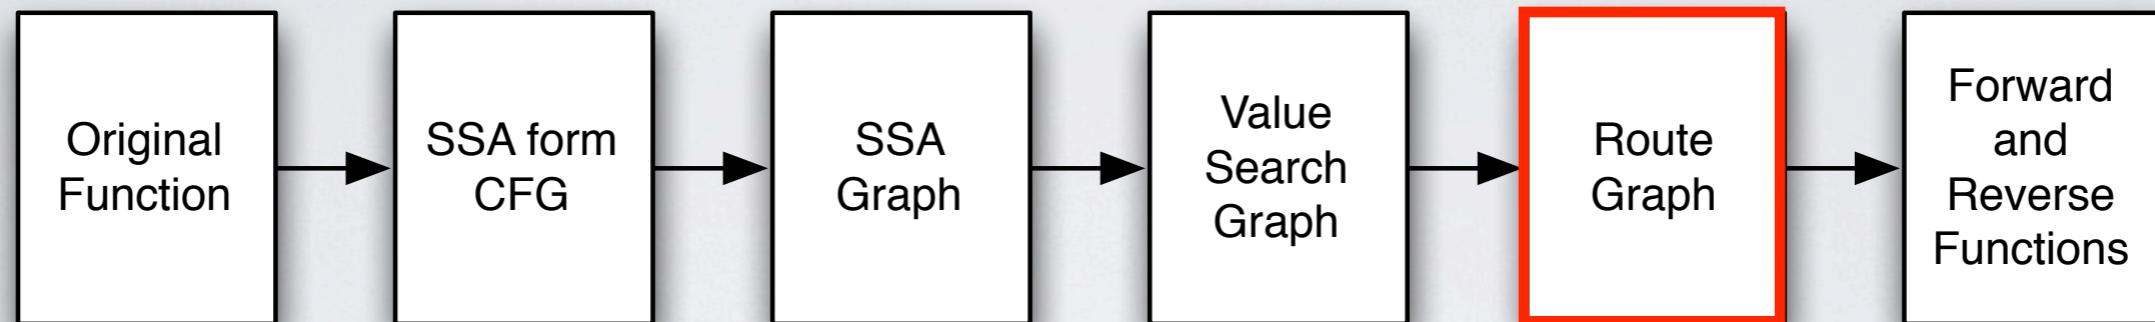 Original
Function
SSA form
CFG
SSA
Graph
Value
Search
Graph
Route
Graph
Forward
and
Reverse
Functions